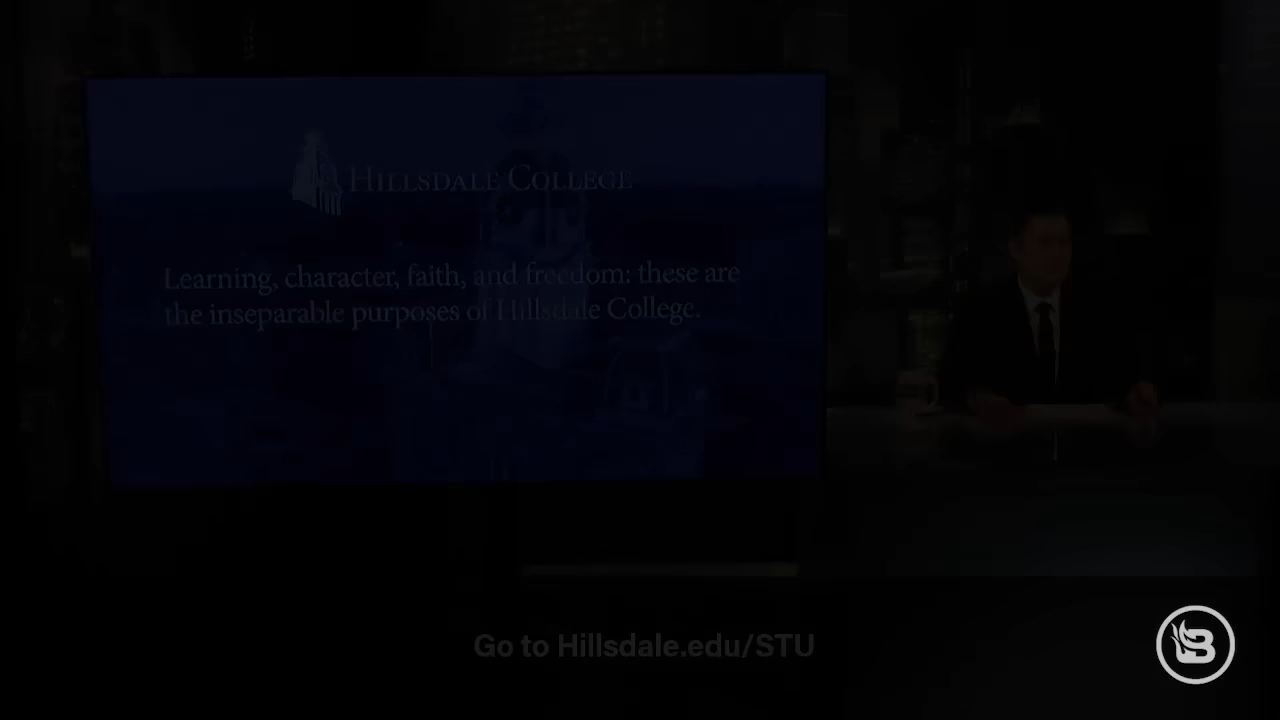 HILLSDALE COLLEGE
Learning, character, faith, and freedom: these are
the inseparable purposes of Hillsdale College.
Go to Hillsdale.edu/STU
B